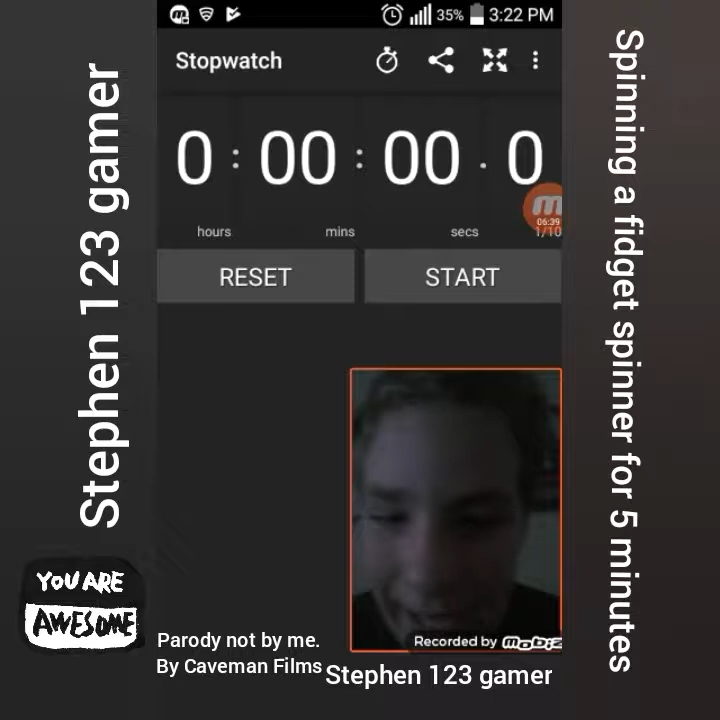 35% 3:22 PM
Stopwatch
0 : 00 : 00 . 0
06:39
hours mins secs 1/10
RESET START
Stephen 123 gamer
Spinning a fidget spinner for 5 minutes
YOU ARE
AWESOME
Recorded by mobiz
Parody not by me.
By Caveman Films
Stephen 123 gamer